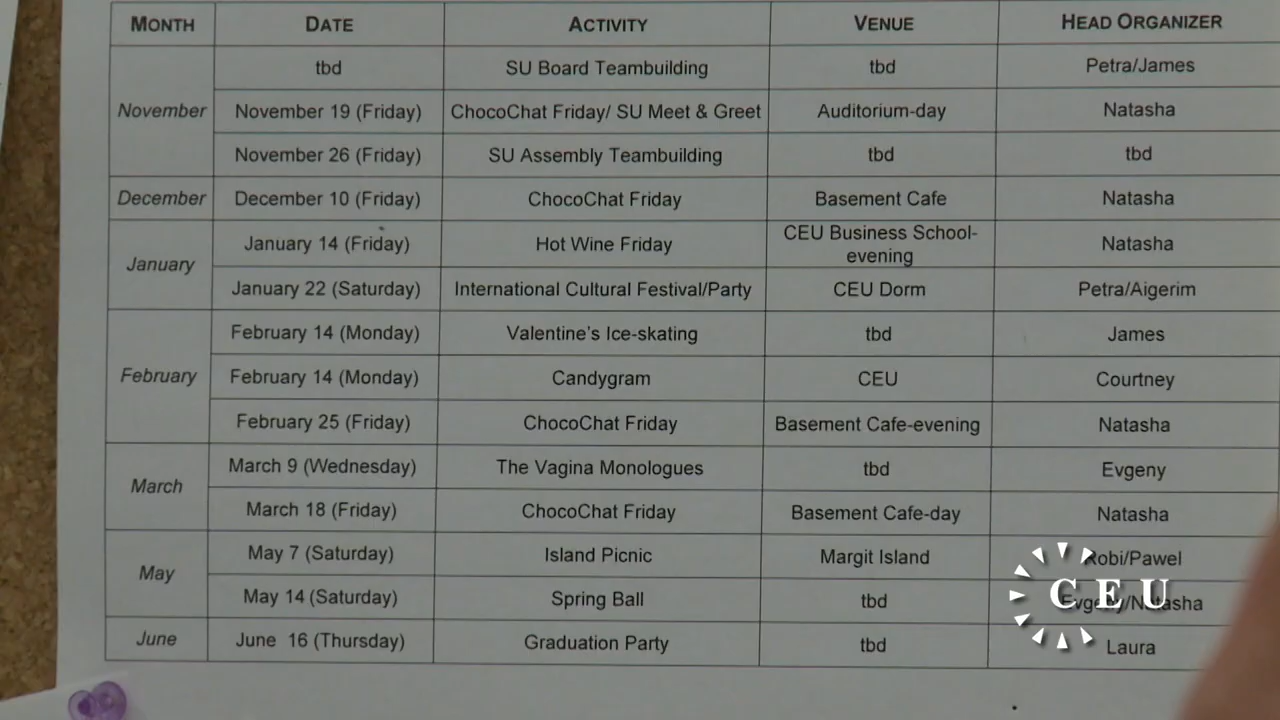 MONTH DATE ACTIVITY VENUE HEAD ORGANIZER
November tbd SU Board Teambuilding tbd Petra/James
November 19 (Friday) ChocoChat Friday/ SU Meet & Greet Auditorium-day Natasha
November 26 (Friday) SU Assembly Teambuilding tbd tbd
December December 10 (Friday) ChocoChat Friday Basement Cafe Natasha
January January 14 (Friday) Hot Wine Friday CEU Business School-evening Natasha
January 22 (Saturday) International Cultural Festival/Party CEU Dorm Petra/Aigerim
February February 14 (Monday) Valentine's Ice-skating tbd James
February 14 (Monday) Candygram CEU Courtney
February 25 (Friday) ChocoChat Friday Basement Cafe-evening Natasha
March March 9 (Wednesday) The Vagina Monologues tbd Evgeny
March 18 (Friday) ChocoChat Friday Basement Cafe-day Natasha
May May 7 (Saturday) Island Picnic Margit Island Robi/Pawel
May 14 (Saturday) Spring Ball tbd Evgeny/Natasha
June June 16 (Thursday) Graduation Party tbd Laura
CEU